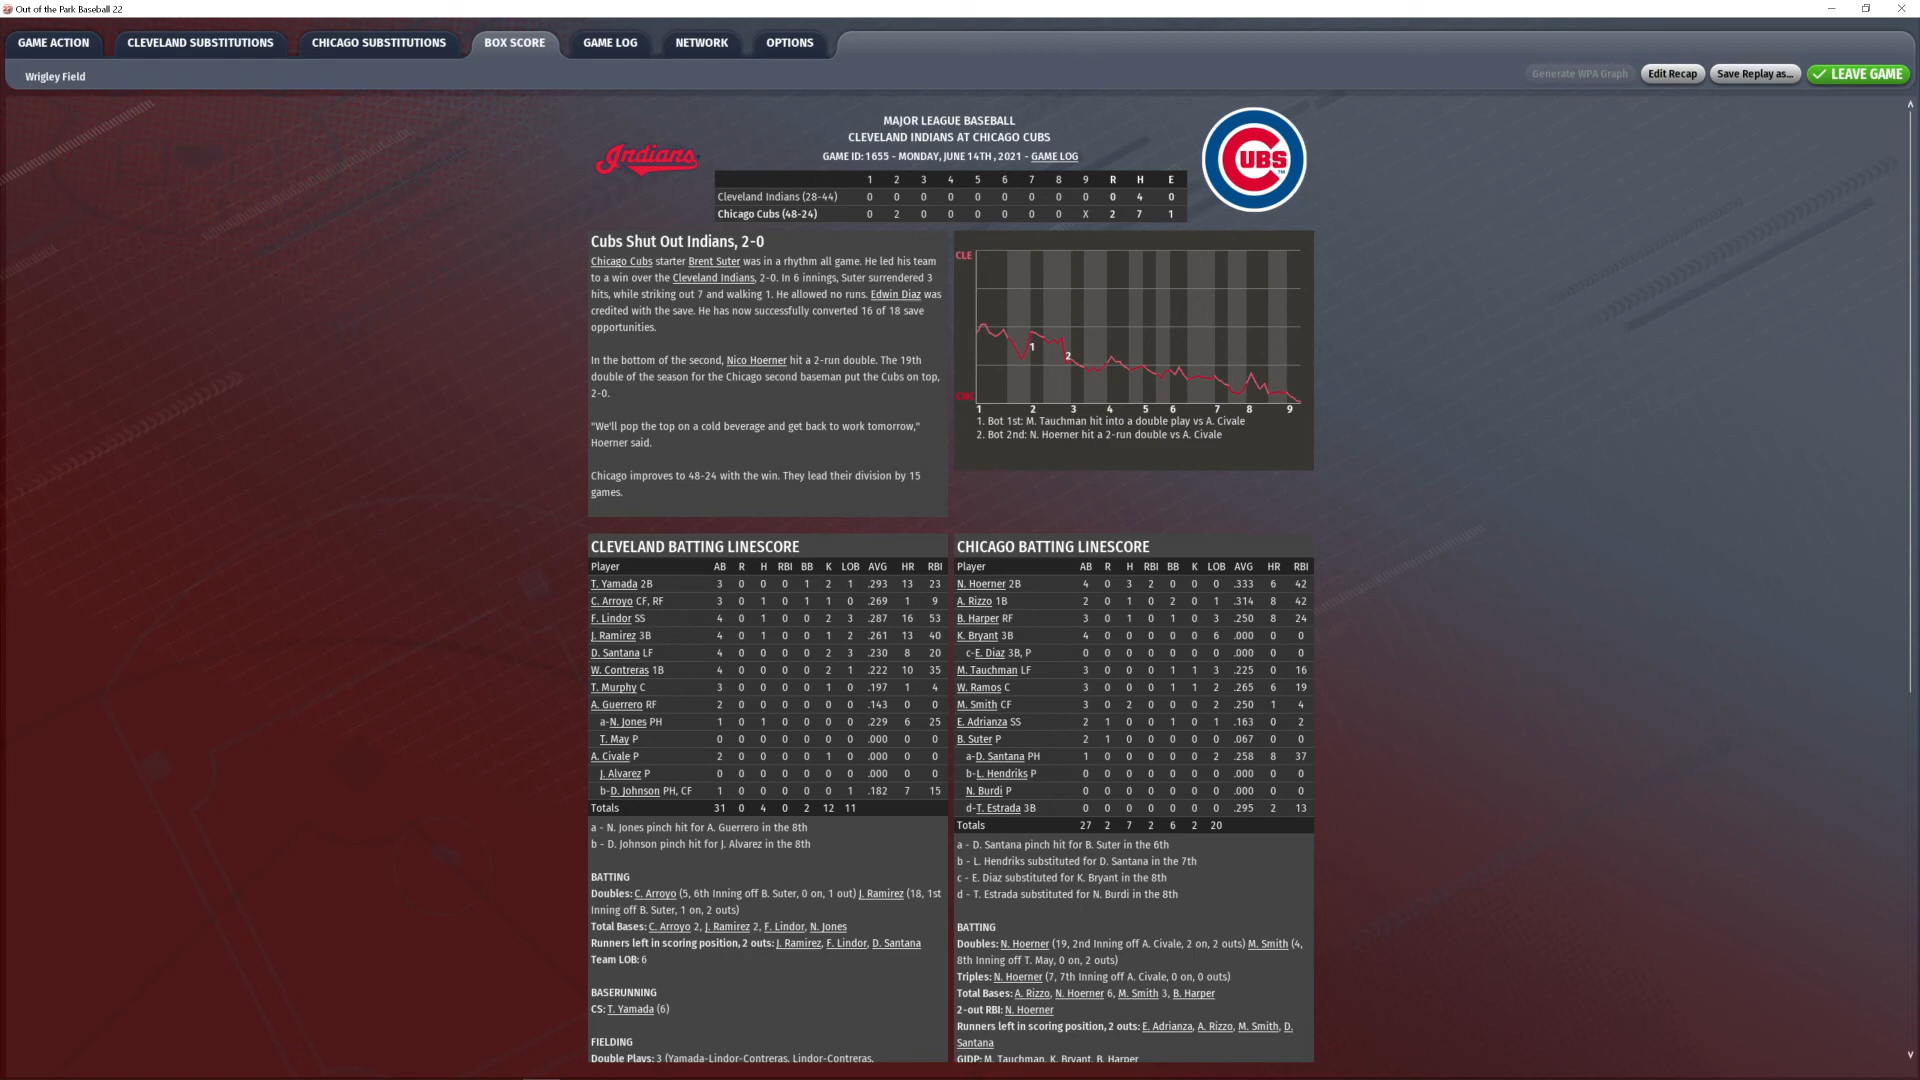 Out of the Park Baseball 22
GAME ACTION CLEVELAND SUBSTITUTIONS CHICAGO SUBSTITUTIONS BOX SCORE GAME LOG NETWORK OPTIONS
Wrigley Field
Generate WPA Graph Edit Recap Save Replay as... LEAVE GAME
MAJOR LEAGUE BASEBALL
CLEVELAND INDIANS AT CHICAGO CUBS
GAME ID: 1655 - MONDAY, JUNE 14TH , 2021 - GAME LOG
Indians
CUBS
TM
1 2 3 4 5 6 7 8 9 R H E
Cleveland Indians (28-44) 0 0 0 0 0 0 0 0 0 0 4 0
Chicago Cubs (48-24) 0 2 0 0 0 0 0 0 X 2 7 1
Cubs Shut Out Indians, 2-0
Chicago Cubs starter Brent Suter was in a rhythm all game. He led his team
to a win over the Cleveland Indians, 2-0. In 6 innings, Suter surrendered 3
hits, while striking out 7 and walking 1. He allowed no runs. Edwin Diaz was
credited with the save. He has now successfully converted 16 of 18 save
opportunities.
In the bottom of the second, Nico Hoerner hit a 2-run double. The 19th
double of the season for the Chicago second baseman put the Cubs on top,
2-0.
"We'll pop the top on a cold beverage and get back to work tomorrow,"
Hoerner said.
Chicago improves to 48-24 with the win. They lead their division by 15
games.
CLE
1
2
CHC
1 2 3 4 5 6 7 8 9
1. Bot 1st: M. Tauchman hit into a double play vs A. Civale
2. Bot 2nd: N. Hoerner hit a 2-run double vs A. Civale
CLEVELAND BATTING LINESCORE
Player AB R H RBI BB K LOB AVG HR RBI
T. Yamada 2B 3 0 0 0 1 2 1 .293 13 23
C. Arroyo CF, RF 3 0 1 0 1 1 0 .269 1 9
F. Lindor SS 4 0 1 0 0 2 3 .287 16 53
J. Ramirez 3B 4 0 1 0 0 1 2 .261 13 40
D. Santana LF 4 0 0 0 0 2 3 .230 8 20
W. Contreras 1B 4 0 0 0 0 2 1 .222 10 35
T. Murphy C 3 0 0 0 0 1 0 .197 1 4
A. Guerrero RF 2 0 0 0 0 0 0 .143 0 0
a-N. Jones PH 1 0 1 0 0 0 0 .229 6 25
T. May P 0 0 0 0 0 0 0 .000 0 0
A. Civale P 2 0 0 0 0 1 0 .000 0 0
J. Alvarez P 0 0 0 0 0 0 0 .000 0 0
b-D. Johnson PH, CF 1 0 0 0 0 0 1 .182 7 15
Totals 31 0 4 0 2 12 11
a - N. Jones pinch hit for A. Guerrero in the 8th
b - D. Johnson pinch hit for J. Alvarez in the 8th
BATTING
Doubles: C. Arroyo (5, 6th Inning off B. Suter, 0 on, 1 out) J. Ramirez (18, 1st
Inning off B. Suter, 1 on, 2 outs)
Total Bases: C. Arroyo 2, J. Ramirez 2, F. Lindor, N. Jones
Runners left in scoring position, 2 outs: J. Ramirez, F. Lindor, D. Santana
Team LOB: 6
BASERUNNING
CS: T. Yamada (6)
FIELDING
Double Plays: 3 (Yamada-Lindor-Contreras, Lindor-Contreras,
CHICAGO BATTING LINESCORE
Player AB R H RBI BB K LOB AVG HR RBI
N. Hoerner 2B 4 0 3 2 0 0 0 .333 6 42
A. Rizzo 1B 2 0 1 0 2 0 1 .314 8 42
B. Harper RF 3 0 1 0 1 0 3 .250 8 24
K. Bryant 3B 4 0 0 0 0 0 6 .000 0 0
c-E. Diaz 3B, P 0 0 0 0 0 0 0 .000 0 0
M. Tauchman LF 3 0 0 0 1 1 3 .225 0 16
W. Ramos C 3 0 0 0 1 1 2 .265 6 19
M. Smith CF 3 0 2 0 0 0 2 .250 1 4
E. Adrianza SS 2 1 0 0 1 0 1 .163 0 2
B. Suter P 2 1 0 0 0 0 0 .067 0 0
a-D. Santana PH 1 0 0 0 0 0 2 .258 8 37
b-L. Hendriks P 0 0 0 0 0 0 0 .000 0 0
N. Burdi P 0 0 0 0 0 0 0 .000 0 0
d-T. Estrada 3B 0 0 0 0 0 0 0 .295 2 13
Totals 27 2 7 2 6 2 20
a - D. Santana pinch hit for B. Suter in the 6th
b - L. Hendriks substituted for D. Santana in the 7th
c - E. Diaz substituted for K. Bryant in the 8th
d - T. Estrada substituted for N. Burdi in the 8th
BATTING
Doubles: N. Hoerner (19, 2nd Inning off A. Civale, 2 on, 2 outs) M. Smith (4,
8th Inning off T. May, 0 on, 2 outs)
Triples: N. Hoerner (7, 7th Inning off A. Civale, 0 on, 0 outs)
Total Bases: A. Rizzo, N. Hoerner 6, M. Smith 3, B. Harper
2-out RBI: N. Hoerner
Runners left in scoring position, 2 outs: E. Adrianza, A. Rizzo, M. Smith, D.
Santana
GIDP: M. Tauchman, K. Bryant, B. Harper